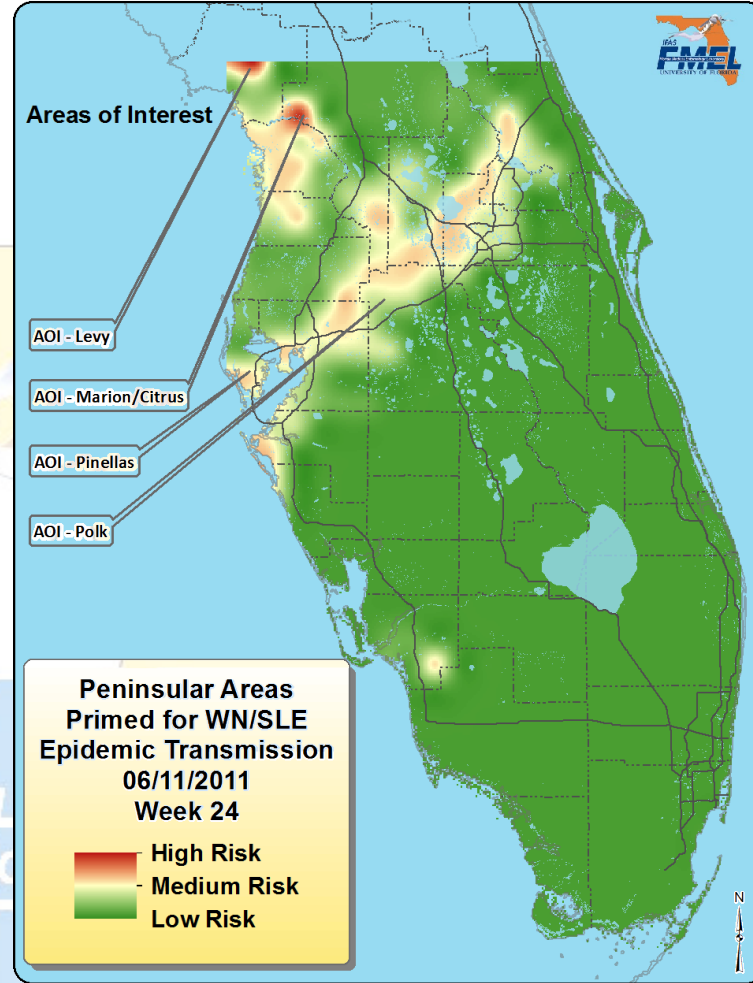 IFAS
FMEL
UNIVERSITY OF FLORIDA
Areas of Interest
AOI - Levy
AOI - Marion/Citrus
AOI - Pinellas
AOI - Polk
Peninsular Areas
Primed for WN/SLE
Epidemic Transmission
06/11/2011
Week 24
High Risk
Medium Risk
Low Risk
N